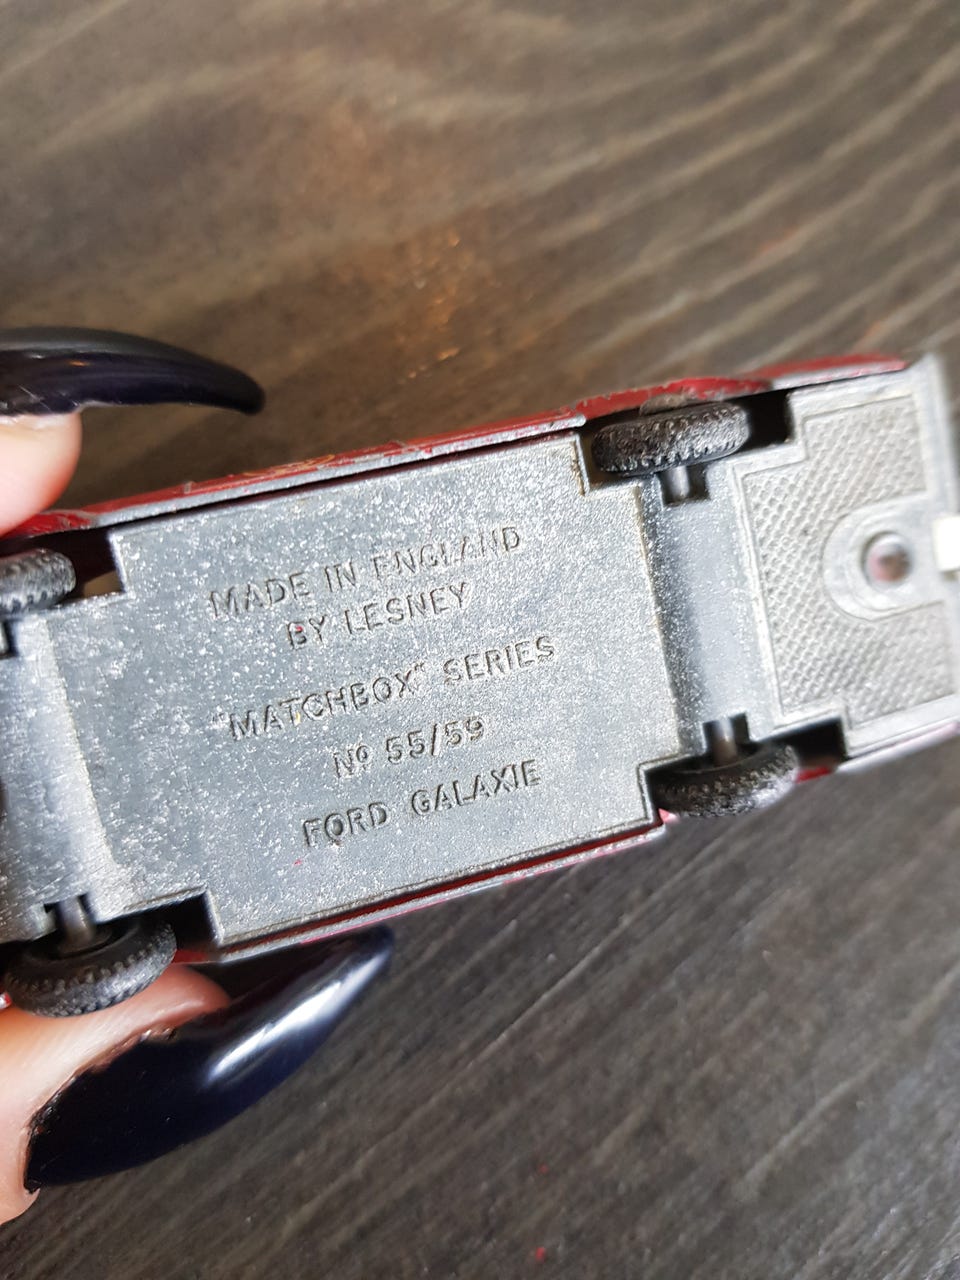 MADE IN ENGLAND
BY LESNEY
"MATCHBOX" SERIES
Nº 55/59
FORD GALAXIE